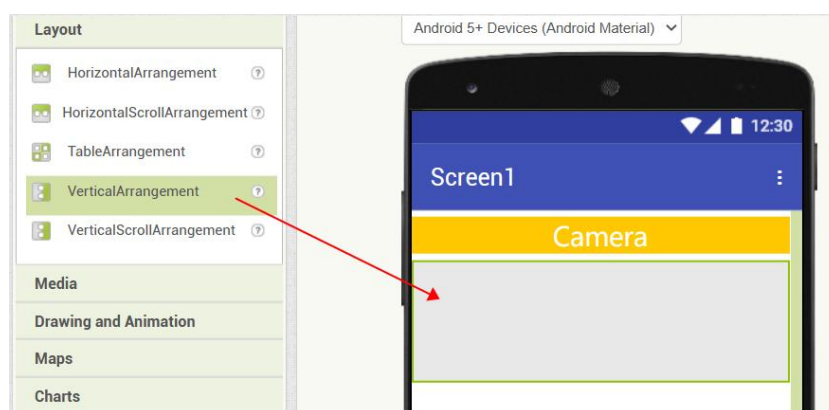 Layout
HorizontalArrangement ?
HorizontalScrollArrangement ?
TableArrangement ?
VerticalArrangement ?
VerticalScrollArrangement ?
Media
Drawing and Animation
Maps
Charts
Android 5+ Devices (Android Material)
12:30
Screen1
Camera